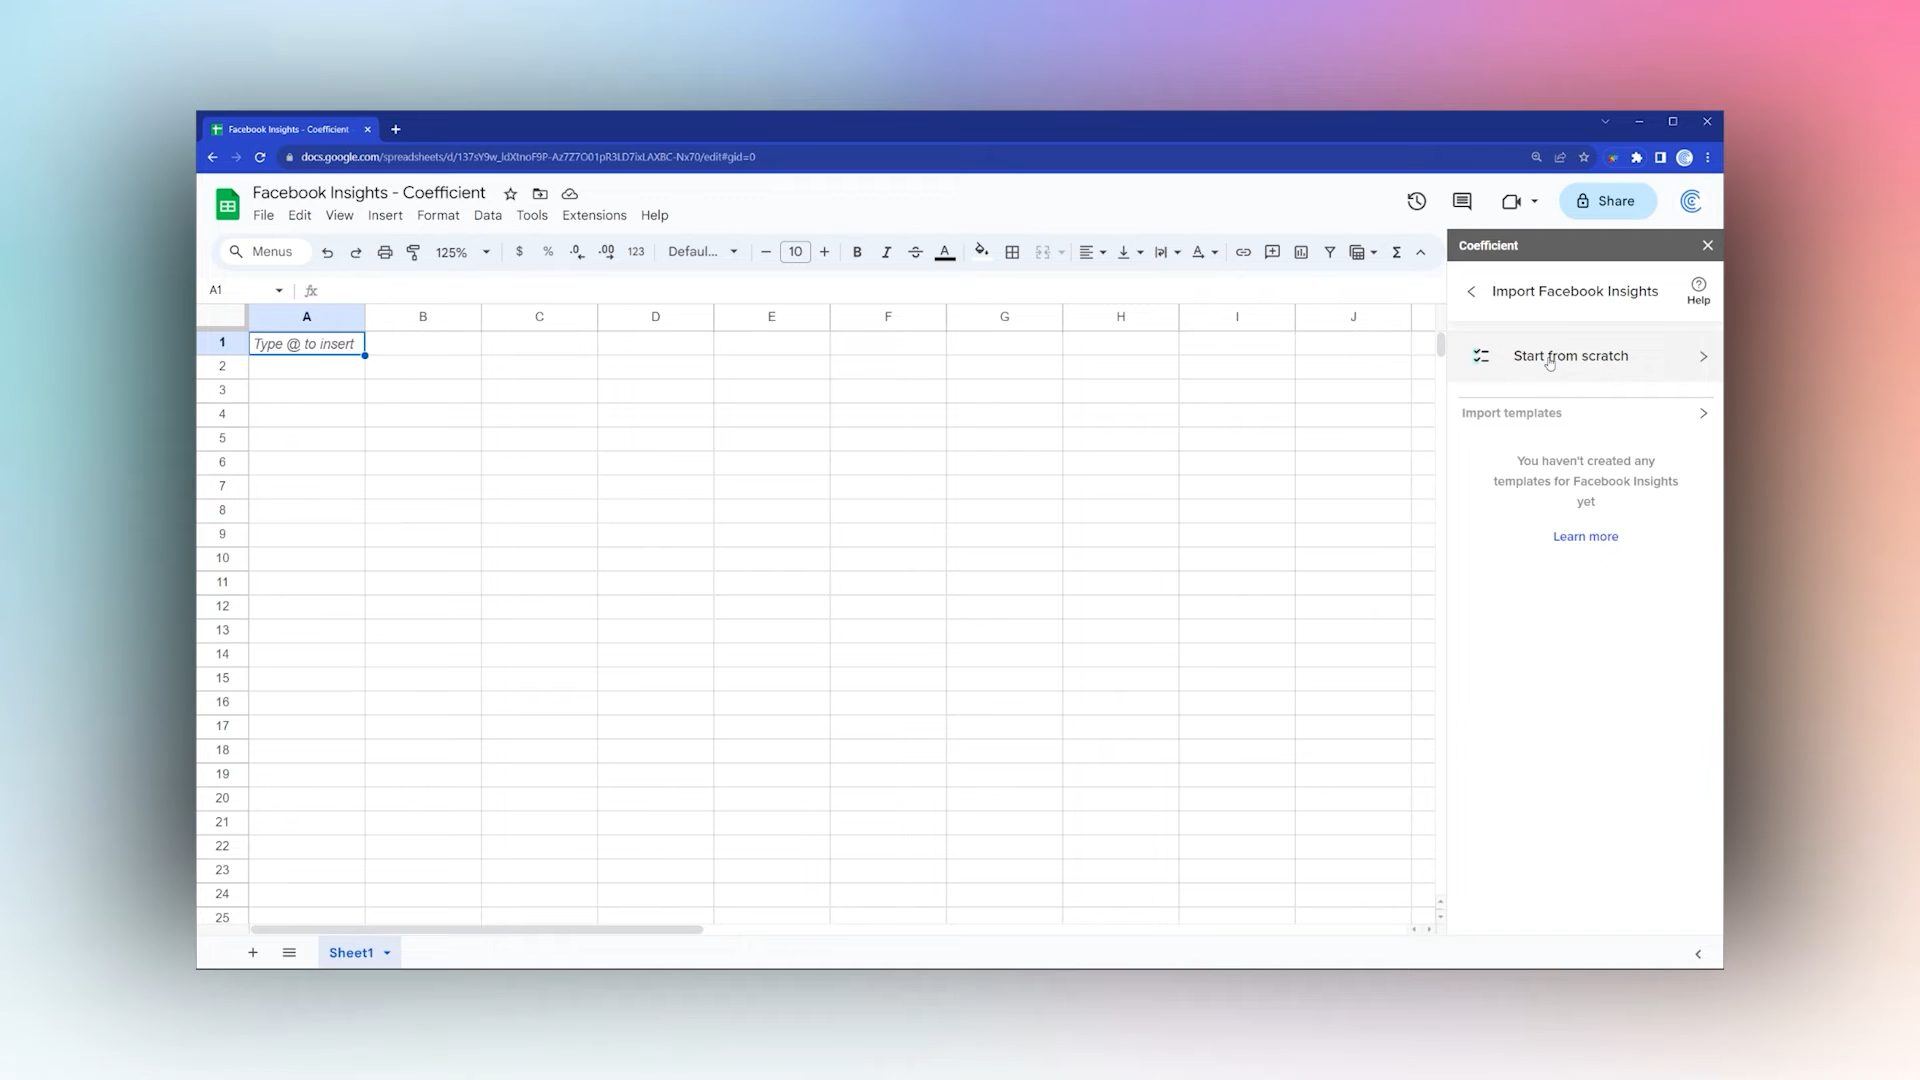 Facebook Insights - Coefficient
docs.google.com/spreadsheets/d/137sY9w_ldXtnoF9P-Az7Z7O01pR3LD7ixLAXBC-Nx70/edit#gid=0
Facebook Insights - Coefficient
File Edit View Insert Format Data Tools Extensions Help
Share
Menus 125% $ % .0 .00 123 Defaul... 10 B I A
Coefficient
A1 fx
Import Facebook Insights
Help
A B C D E F G H I J
1 Type @ to insert
Start from scratch
2
3
4
Import templates
5
6
You haven't created any
templates for Facebook Insights
yet
7
8
9
Learn more
10
11
12
13
14
15
16
17
18
19
20
21
22
23
24
25
Sheet1